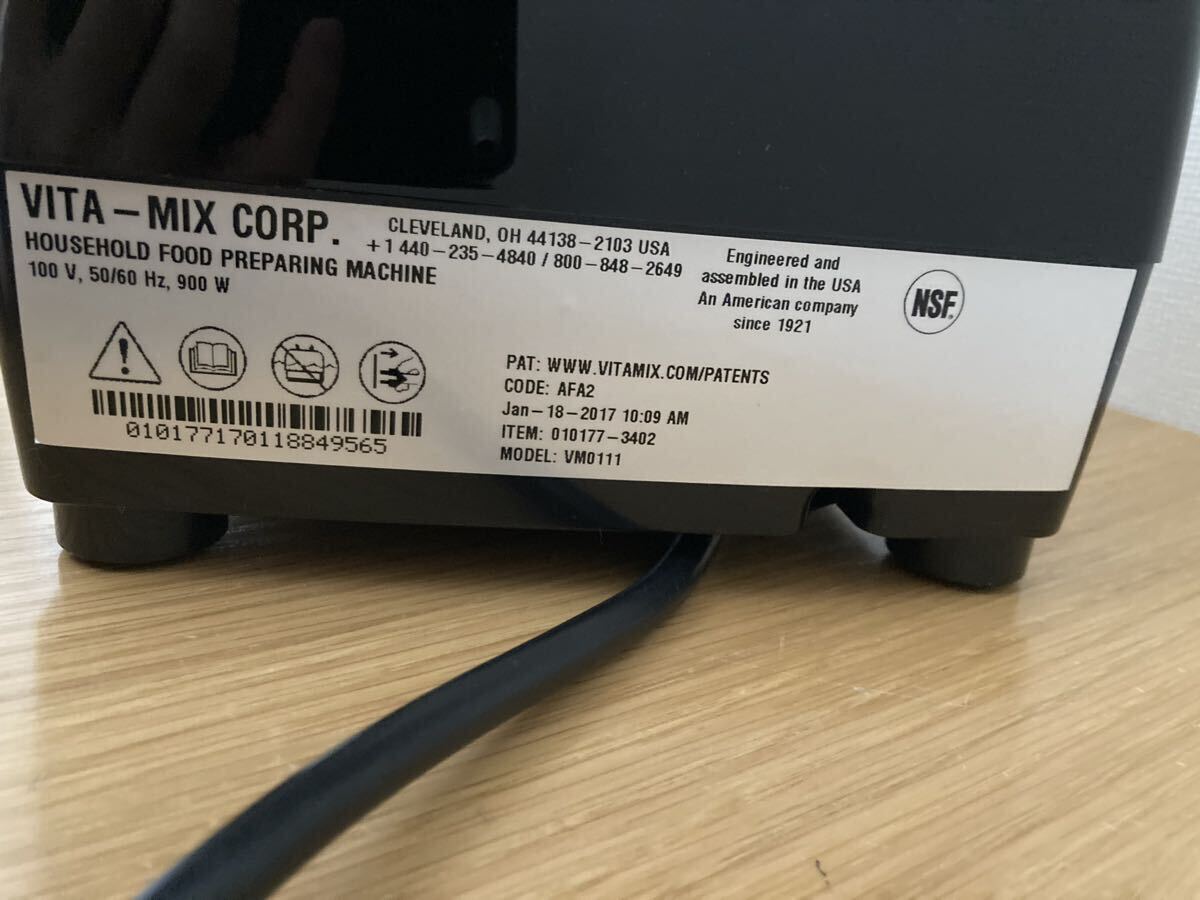 VITA-MIX CORP.
HOUSEHOLD FOOD PREPARING MACHINE
100 V, 50/60 Hz, 900 W
CLEVELAND, OH 44138-2103 USA
+1 440-235-4840 / 800-848-2649
Engineered and
assembled in the USA
An American company
since 1921
NSF.
PAT: WWW.VITAMIX.COM/PATENTS
CODE: AFA2
Jan-18-2017 10:09 AM
ITEM: 010177-3402
MODEL: VM0111
010177170118849565